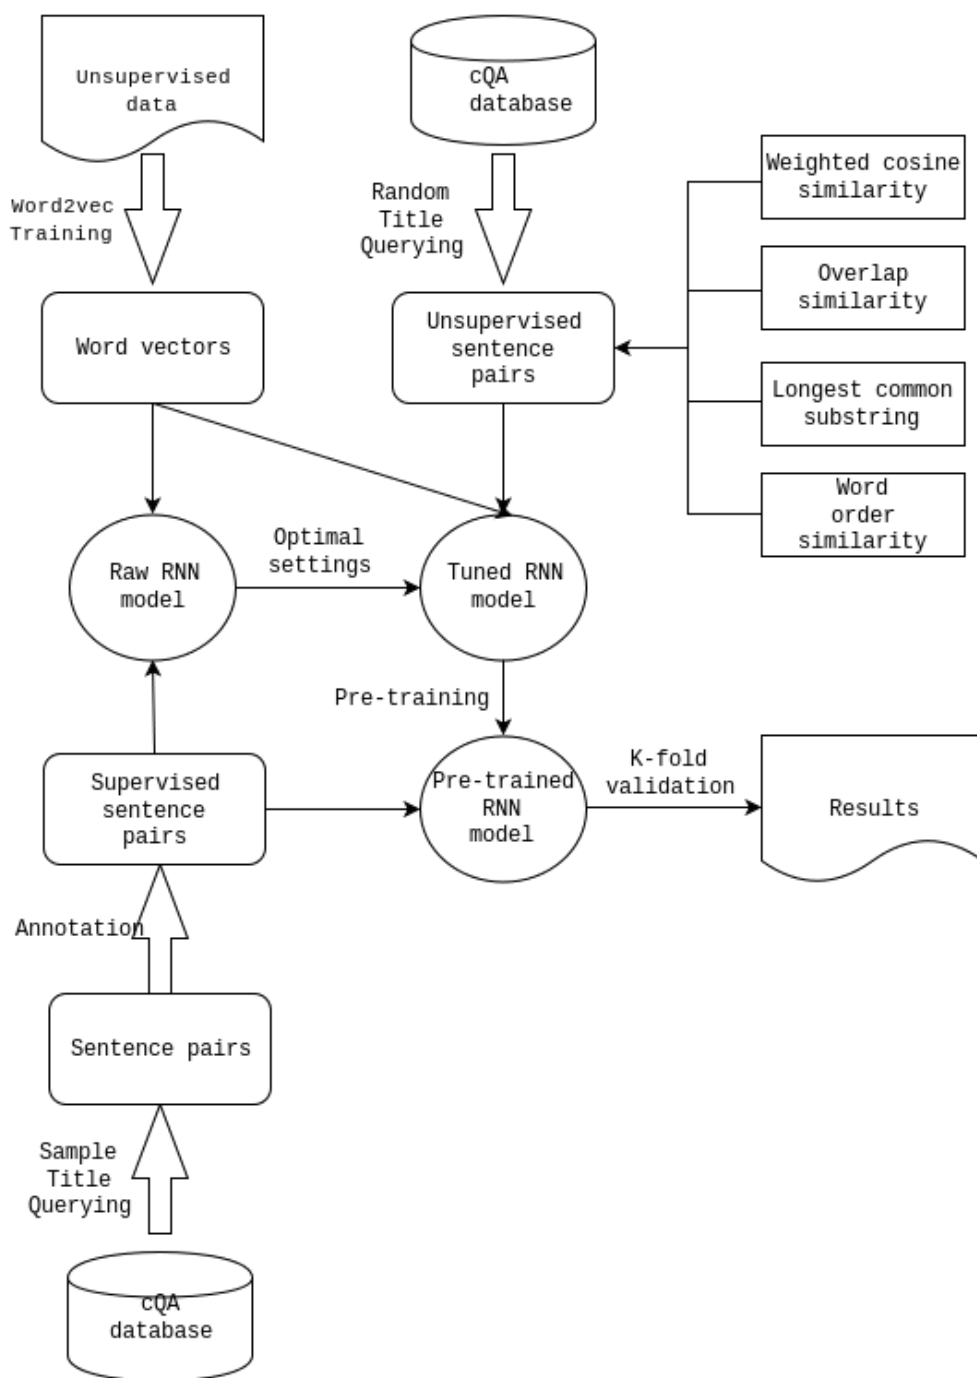 Unsupervised
data
cQA
database
Word2vec
Training
Random
Title
Querying
Weighted cosine
similarity
Overlap
similarity
Longest common
substring
Word
order
similarity
Word vectors
Unsupervised
sentence
pairs
Raw RNN
model
Optimal
settings
Tuned RNN
model
Pre-training
Supervised
sentence
pairs
Pre-trained
RNN
model
K-fold
validation
Results
Annotation
Sentence pairs
Sample
Title
Querying
cQA
database